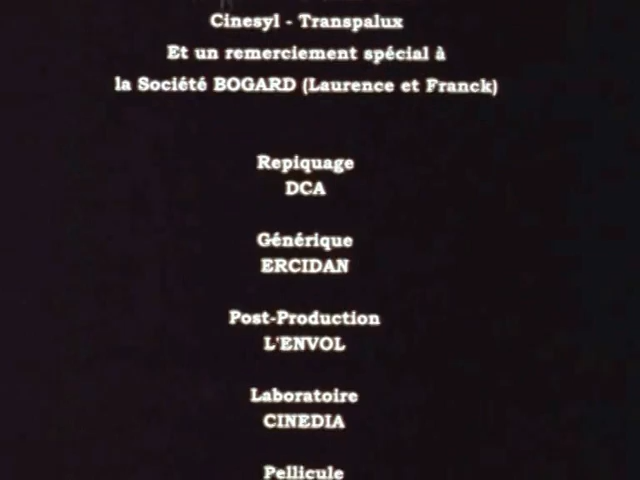 Cinesyl - Transpalux
Et un remerciement spécial à
la Société BOGARD (Laurence et Franck)
Repiquage
DCA
Générique
ERCIDAN
Post-Production
L'ENVOL
Laboratoire
CINEDIA
Pellicule